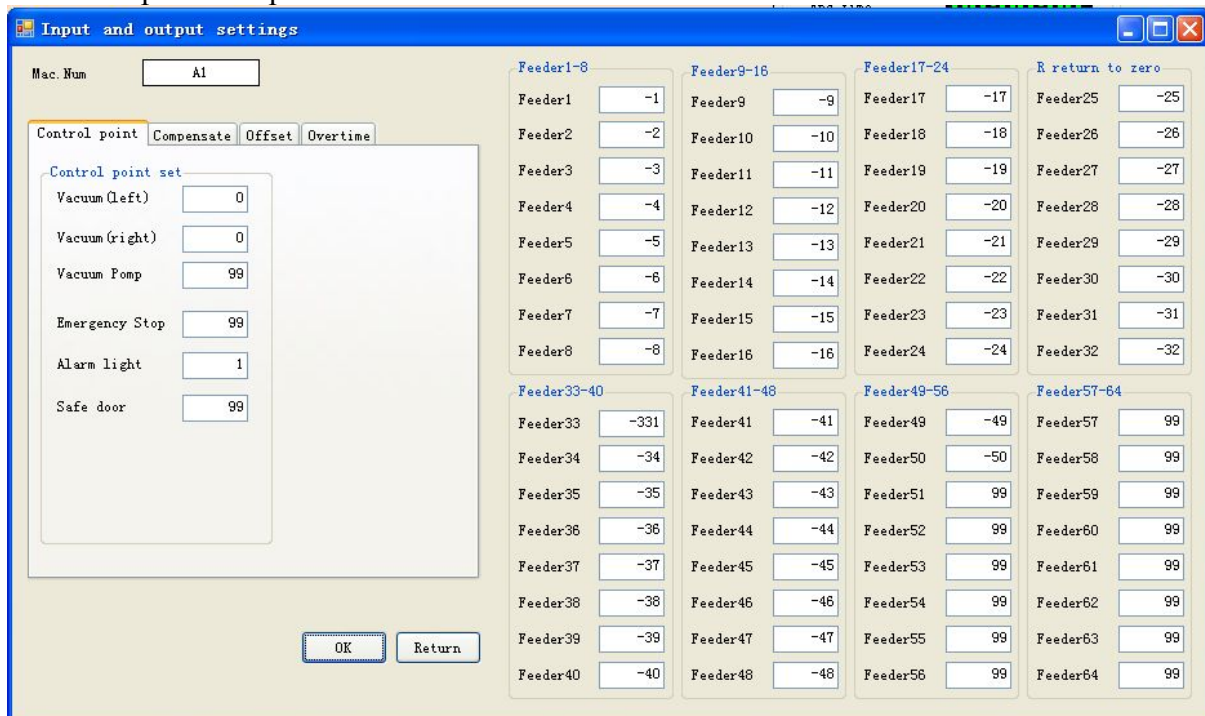 Input and output settings
Mac.Num A1
Control point Compensate Offset Overtime
Control point set
Vacuum(left) 0
Vacuum(right) 0
Vacuum Pomp 99
Emergency Stop 99
Alarm light 1
Safe door 99
OK Return
Feeder1-8
Feeder1 -1
Feeder2 -2
Feeder3 -3
Feeder4 -4
Feeder5 -5
Feeder6 -6
Feeder7 -7
Feeder8 -8
Feeder9-16
Feeder9 -9
Feeder10 -10
Feeder11 -11
Feeder12 -12
Feeder13 -13
Feeder14 -14
Feeder15 -15
Feeder16 -16
Feeder17-24
Feeder17 -17
Feeder18 -18
Feeder19 -19
Feeder20 -20
Feeder21 -21
Feeder22 -22
Feeder23 -23
Feeder24 -24
R return to zero
Feeder25 -25
Feeder26 -26
Feeder27 -27
Feeder28 -28
Feeder29 -29
Feeder30 -30
Feeder31 -31
Feeder32 -32
Feeder33-40
Feeder33 -331
Feeder34 -34
Feeder35 -35
Feeder36 -36
Feeder37 -37
Feeder38 -38
Feeder39 -39
Feeder40 -40
Feeder41-48
Feeder41 -41
Feeder42 -42
Feeder43 -43
Feeder44 -44
Feeder45 -45
Feeder46 -46
Feeder47 -47
Feeder48 -48
Feeder49-56
Feeder49 -49
Feeder50 -50
Feeder51 99
Feeder52 99
Feeder53 99
Feeder54 99
Feeder55 99
Feeder56 99
Feeder57-64
Feeder57 99
Feeder58 99
Feeder59 99
Feeder60 99
Feeder61 99
Feeder62 99
Feeder63 99
Feeder64 99